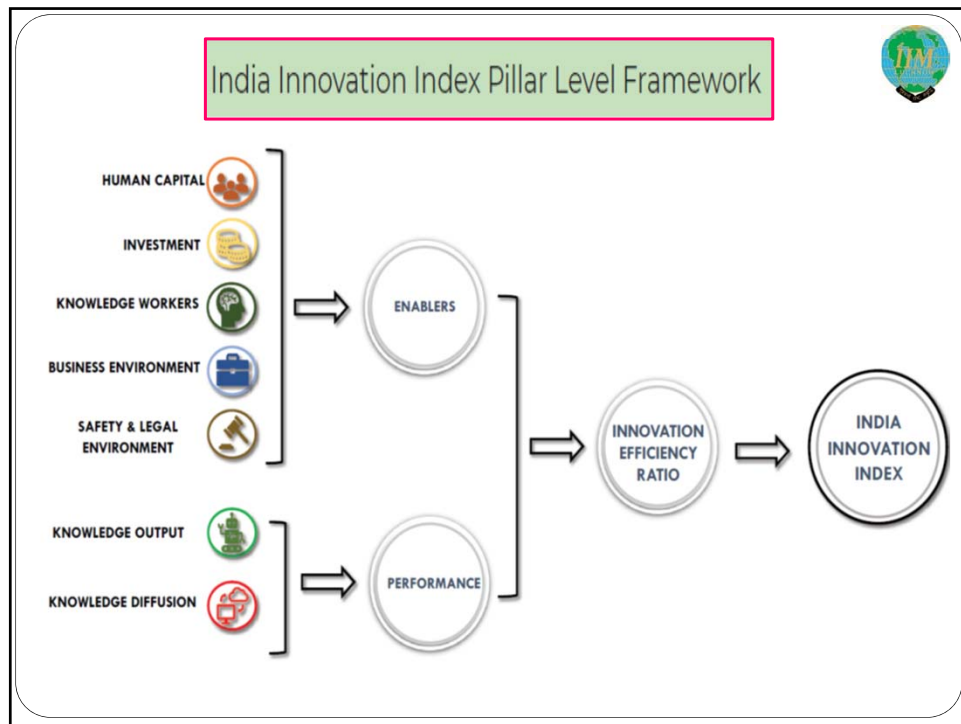 India Innovation Index Pillar Level Framework
IIM
LUCKNOW
HUMAN CAPITAL
INVESTMENT
KNOWLEDGE WORKERS
BUSINESS ENVIRONMENT
SAFETY & LEGAL
ENVIRONMENT
ENABLERS
KNOWLEDGE OUTPUT
KNOWLEDGE DIFFUSION
PERFORMANCE
INNOVATION
EFFICIENCY
RATIO
INDIA
INNOVATION
INDEX